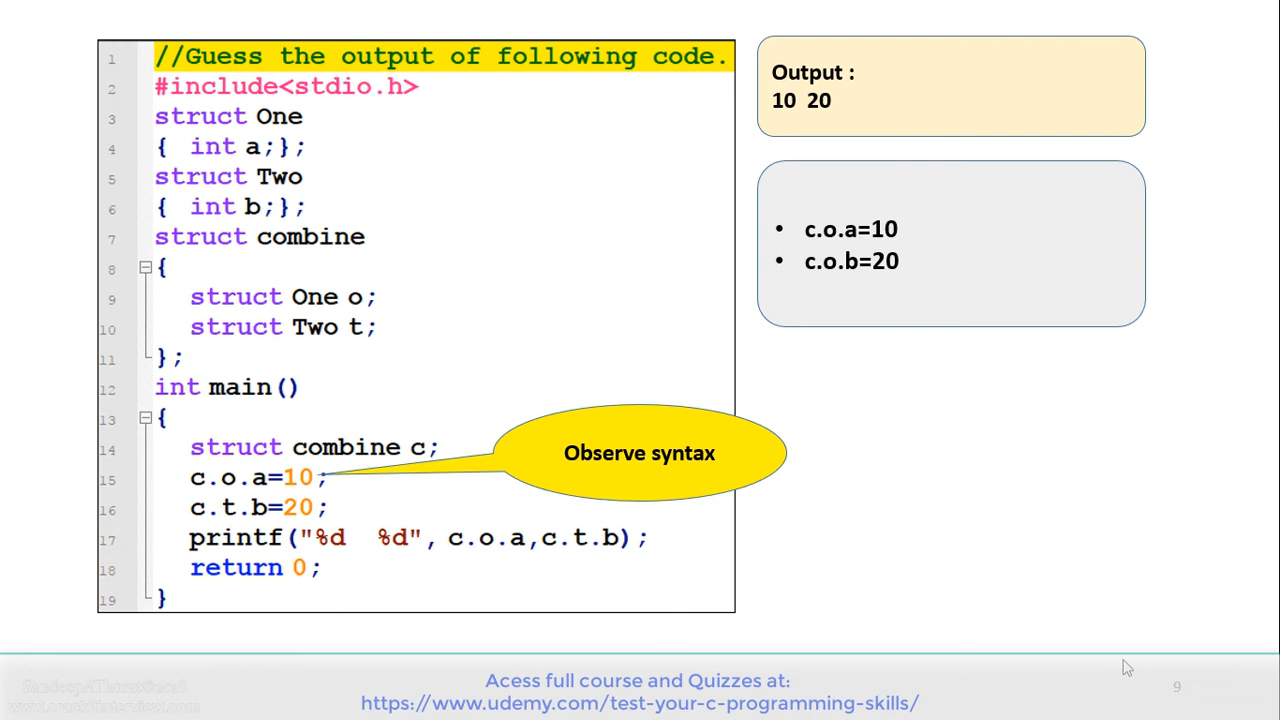 1 //Guess the output of following code.
2 #include<stdio.h>
3 struct One
4 { int a;};
5 struct Two
6 { int b;};
7 struct combine
8 {
9 struct One o;
10 struct Two t;
11 };
12 int main()
13 {
14 struct combine c;
15 c.o.a=10;
16 c.t.b=20;
17 printf("%d  %d", c.o.a,c.t.b);
18 return 0;
19 }
Observe syntax
Output :
10  20
• c.o.a=10
• c.o.b=20
Acess full course and Quizzes at:
https://www.udemy.com/test-your-c-programming-skills/
9